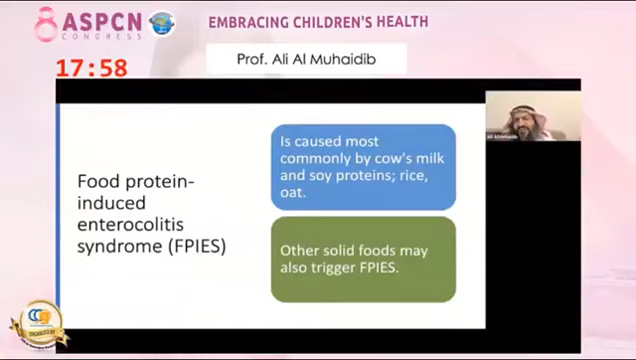 8 ASPCN
CONGRESS
EMBRACING CHILDREN'S HEALTH
Prof. Ali Al Muhaidib
17:58
Food protein-
induced
enterocolitis
syndrome (FPIES)
Is caused most
commonly by cow's milk
and soy proteins; rice,
oat.
Other solid foods may
also trigger FPIES.